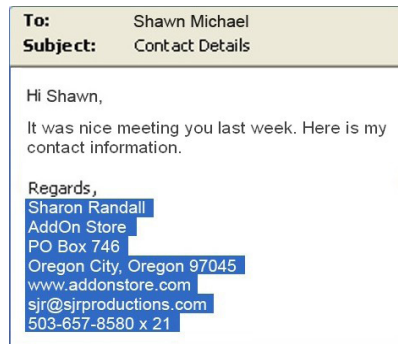 To: Shawn Michael
Subject: Contact Details
Hi Shawn,
It was nice meeting you last week. Here is my
contact information.
Regards,
Sharon Randall
AddOn Store
PO Box 746
Oregon City, Oregon 97045
www.addonstore.com
sjr@sjrproductions.com
503-657-8580 x 21